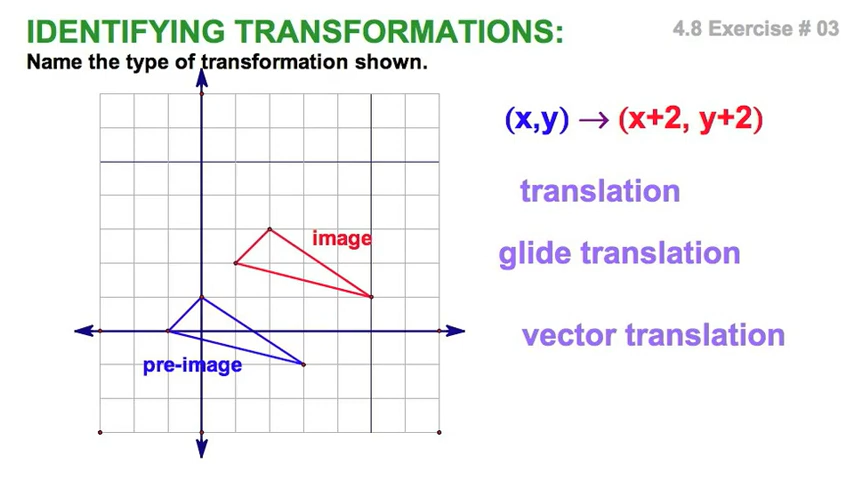 IDENTIFYING TRANSFORMATIONS:
4.8 Exercise # 03
Name the type of transformation shown.
(x,y) → (x+2, y+2)
translation
image
glide translation
vector translation
pre-image